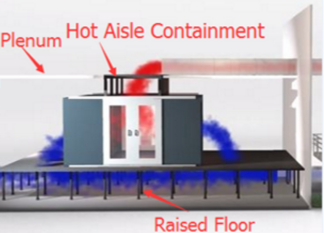 Plenum
Hot Aisle Containment
Raised Floor